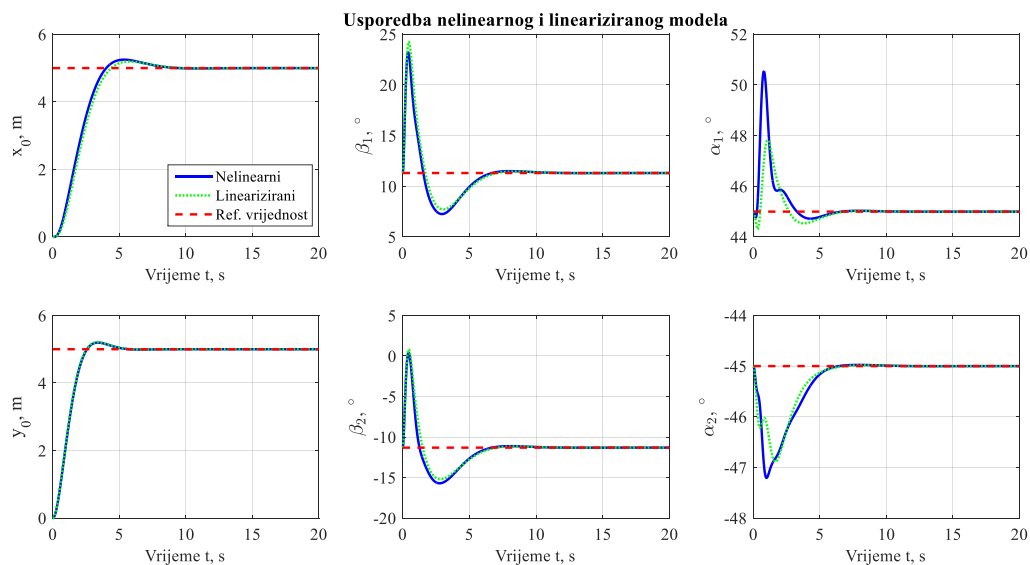 Usporedba nelinearnog i lineariziranog modela
6
4
2
0
x₀, m
0 5 10 15 20
Vrijeme t, s
Nelinearni
Linearizirani
Ref. vrijednost
25
20
15
10
5
β₁, °
0 5 10 15 20
Vrijeme t, s
52
50
48
46
44
α₁, °
0 5 10 15 20
Vrijeme t, s
6
4
2
0
y₀, m
0 5 10 15 20
Vrijeme t, s
5
0
-5
-10
-15
-20
β₂, °
0 5 10 15 20
Vrijeme t, s
-44
-45
-46
-47
-48
α₂, °
0 5 10 15 20
Vrijeme t, s